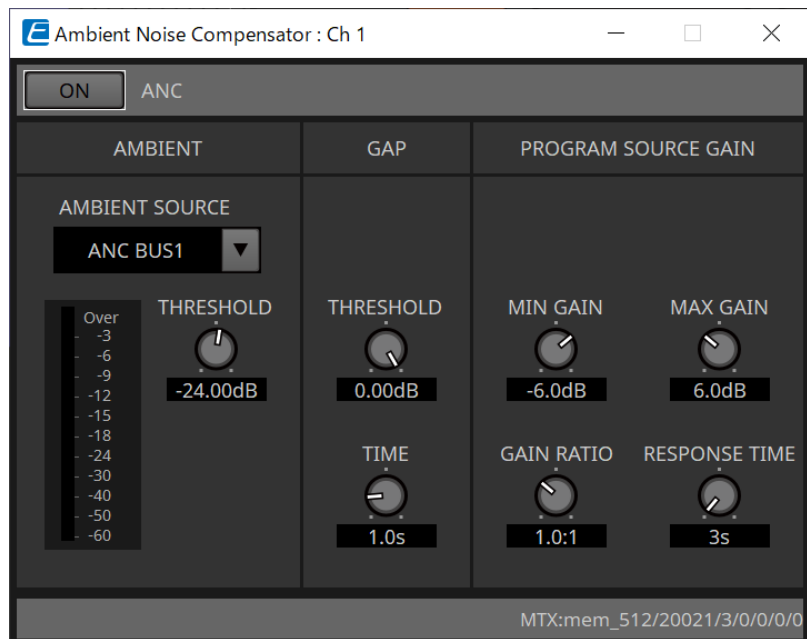 E Ambient Noise Compensator : Ch 1
ON ANC
AMBIENT GAP PROGRAM SOURCE GAIN
AMBIENT SOURCE
ANC BUS1
THRESHOLD THRESHOLD MIN GAIN MAX GAIN
-24.00dB 0.00dB -6.0dB 6.0dB
Over
-3
-6
-9
-12
-15
-18
-24
-30
-40
-50
-60
TIME GAIN RATIO RESPONSE TIME
1.0s 1.0:1 3s
MTX:mem_512/20021/3/0/0/0/0